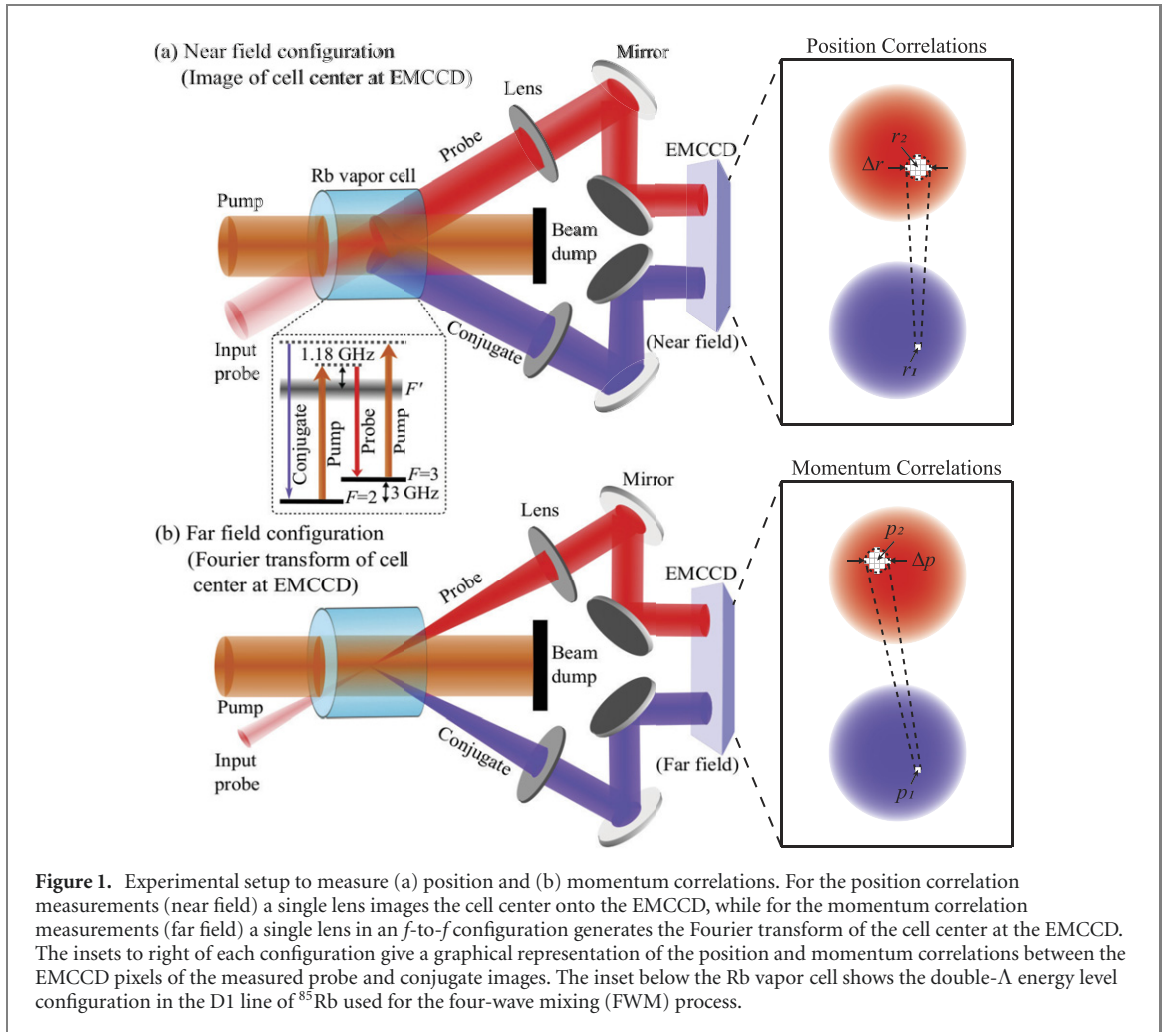 (a) Near field configuration
(Image of cell center at EMCCD)
Mirror
Lens
Probe
EMCCD
Rb vapor cell
Pump
Beam
dump
Input
probe
Conjugate
(Near field)
1.18 GHz
F'
Conjugate
Pump
Probe
Pump
F=3
F=2
3 GHz
Position Correlations
r2
Δr
r1
(b) Far field configuration
(Fourier transform of cell
center at EMCCD)
Mirror
Lens
Probe
EMCCD
Beam
dump
Pump
Input
probe
Conjugate
(Far field)
Momentum Correlations
p2
Δp
p1
Figure 1. Experimental setup to measure (a) position and (b) momentum correlations. For the position correlation
measurements (near field) a single lens images the cell center onto the EMCCD, while for the momentum correlation
measurements (far field) a single lens in an f-to-f configuration generates the Fourier transform of the cell center at the EMCCD.
The insets to right of each configuration give a graphical representation of the position and momentum correlations between the
EMCCD pixels of the measured probe and conjugate images. The inset below the Rb vapor cell shows the double-Λ energy level
configuration in the D1 line of ⁸⁵Rb used for the four-wave mixing (FWM) process.